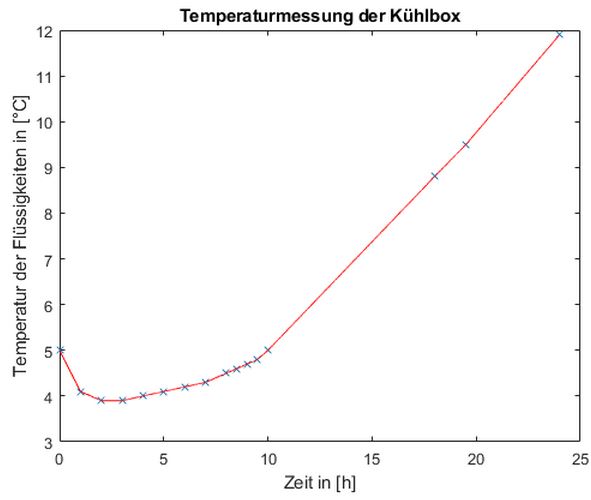 Temperaturmessung der Kühlbox
12
11
10
9
8
7
6
5
4
3
Temperatur der Flüssigkeiten in [°C]
0 5 10 15 20 25
Zeit in [h]